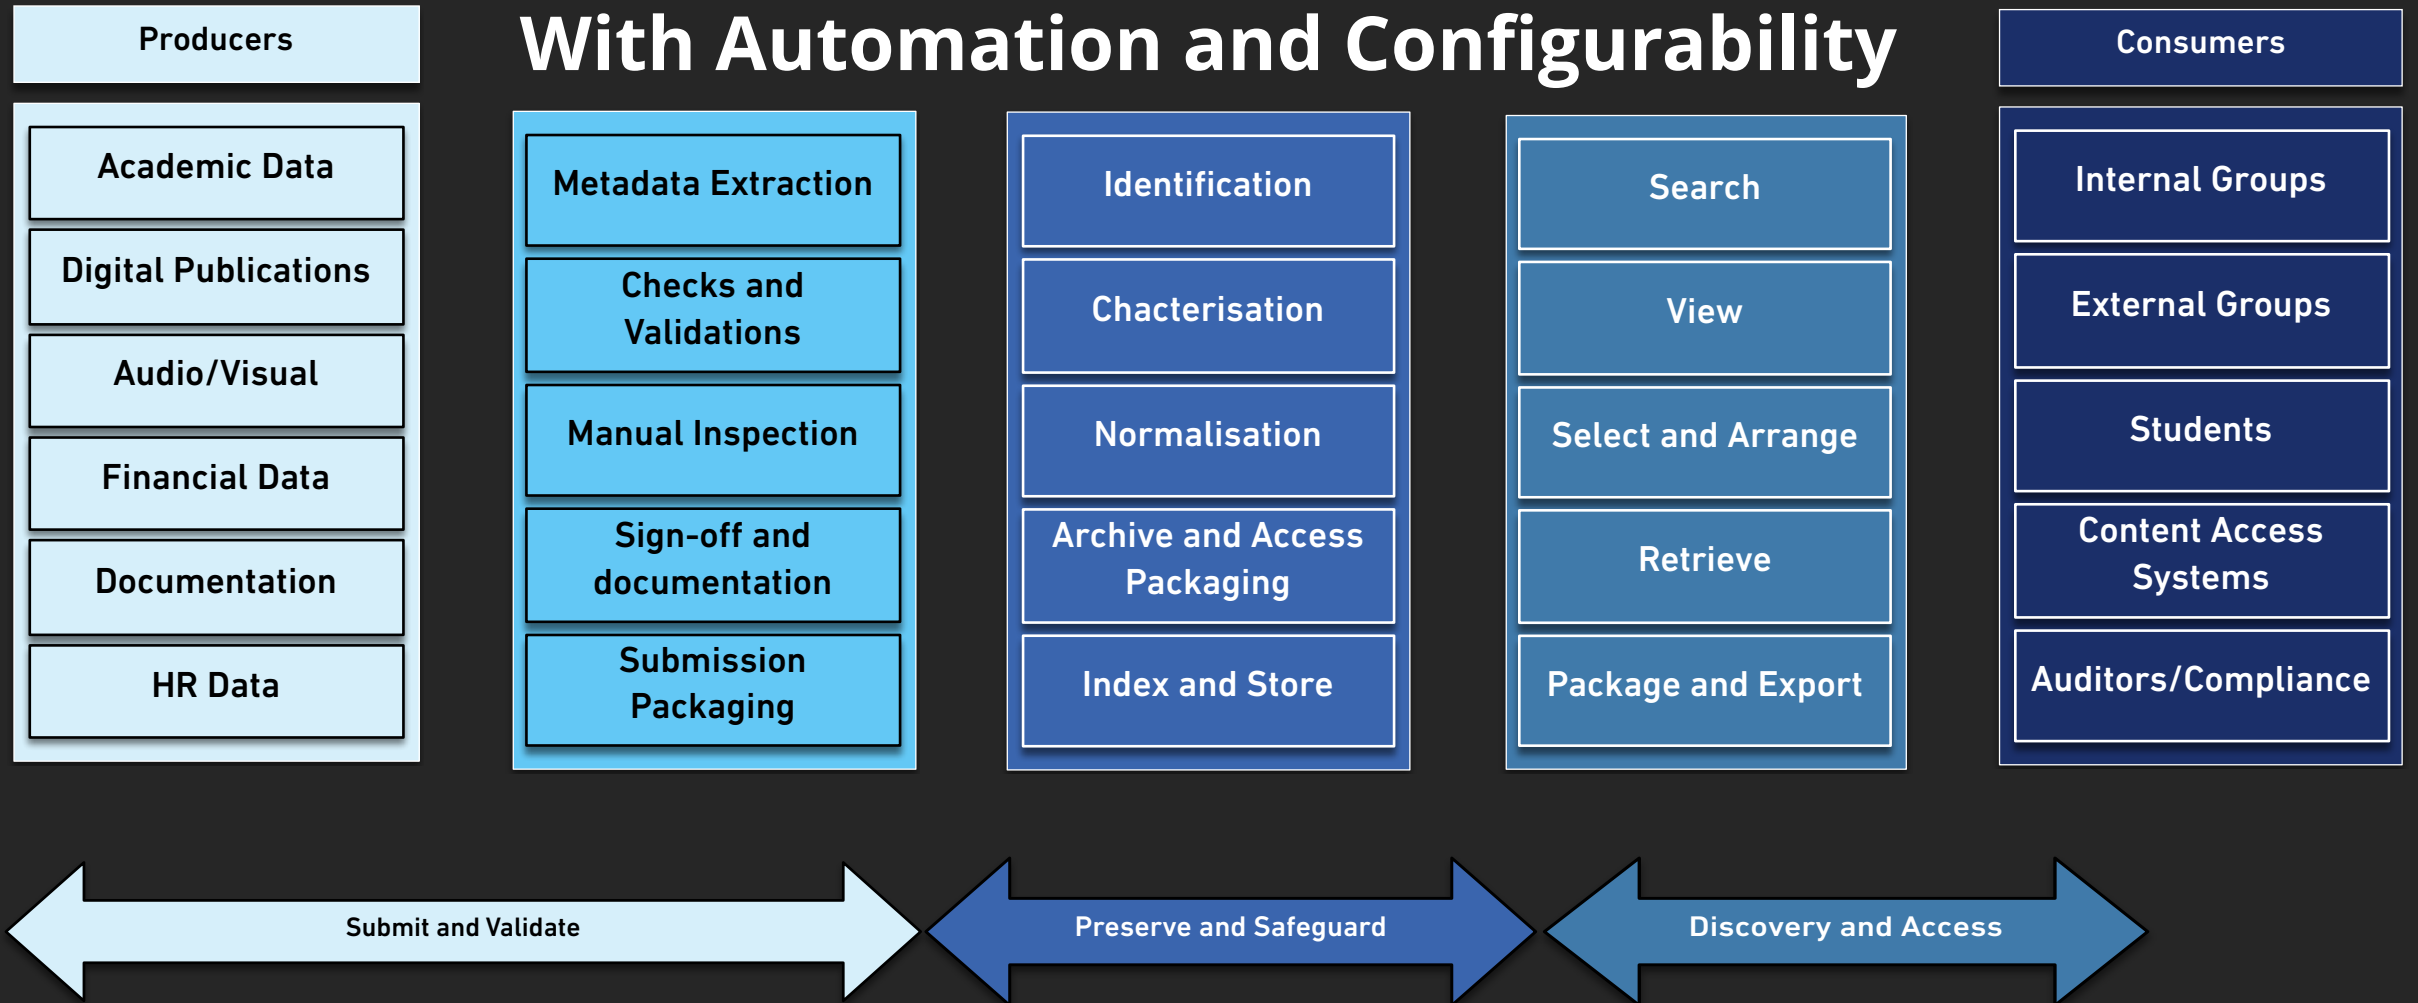 Producers
With Automation and Configurability
Consumers
Academic Data
Digital Publications
Audio/Visual
Financial Data
Documentation
HR Data
Metadata Extraction
Checks and
Validations
Manual Inspection
Sign-off and
documentation
Submission
Packaging
Identification
Chacterisation
Normalisation
Archive and Access
Packaging
Index and Store
Search
View
Select and Arrange
Retrieve
Package and Export
Internal Groups
External Groups
Students
Content Access
Systems
Auditors/Compliance
Submit and Validate
Preserve and Safeguard
Discovery and Access